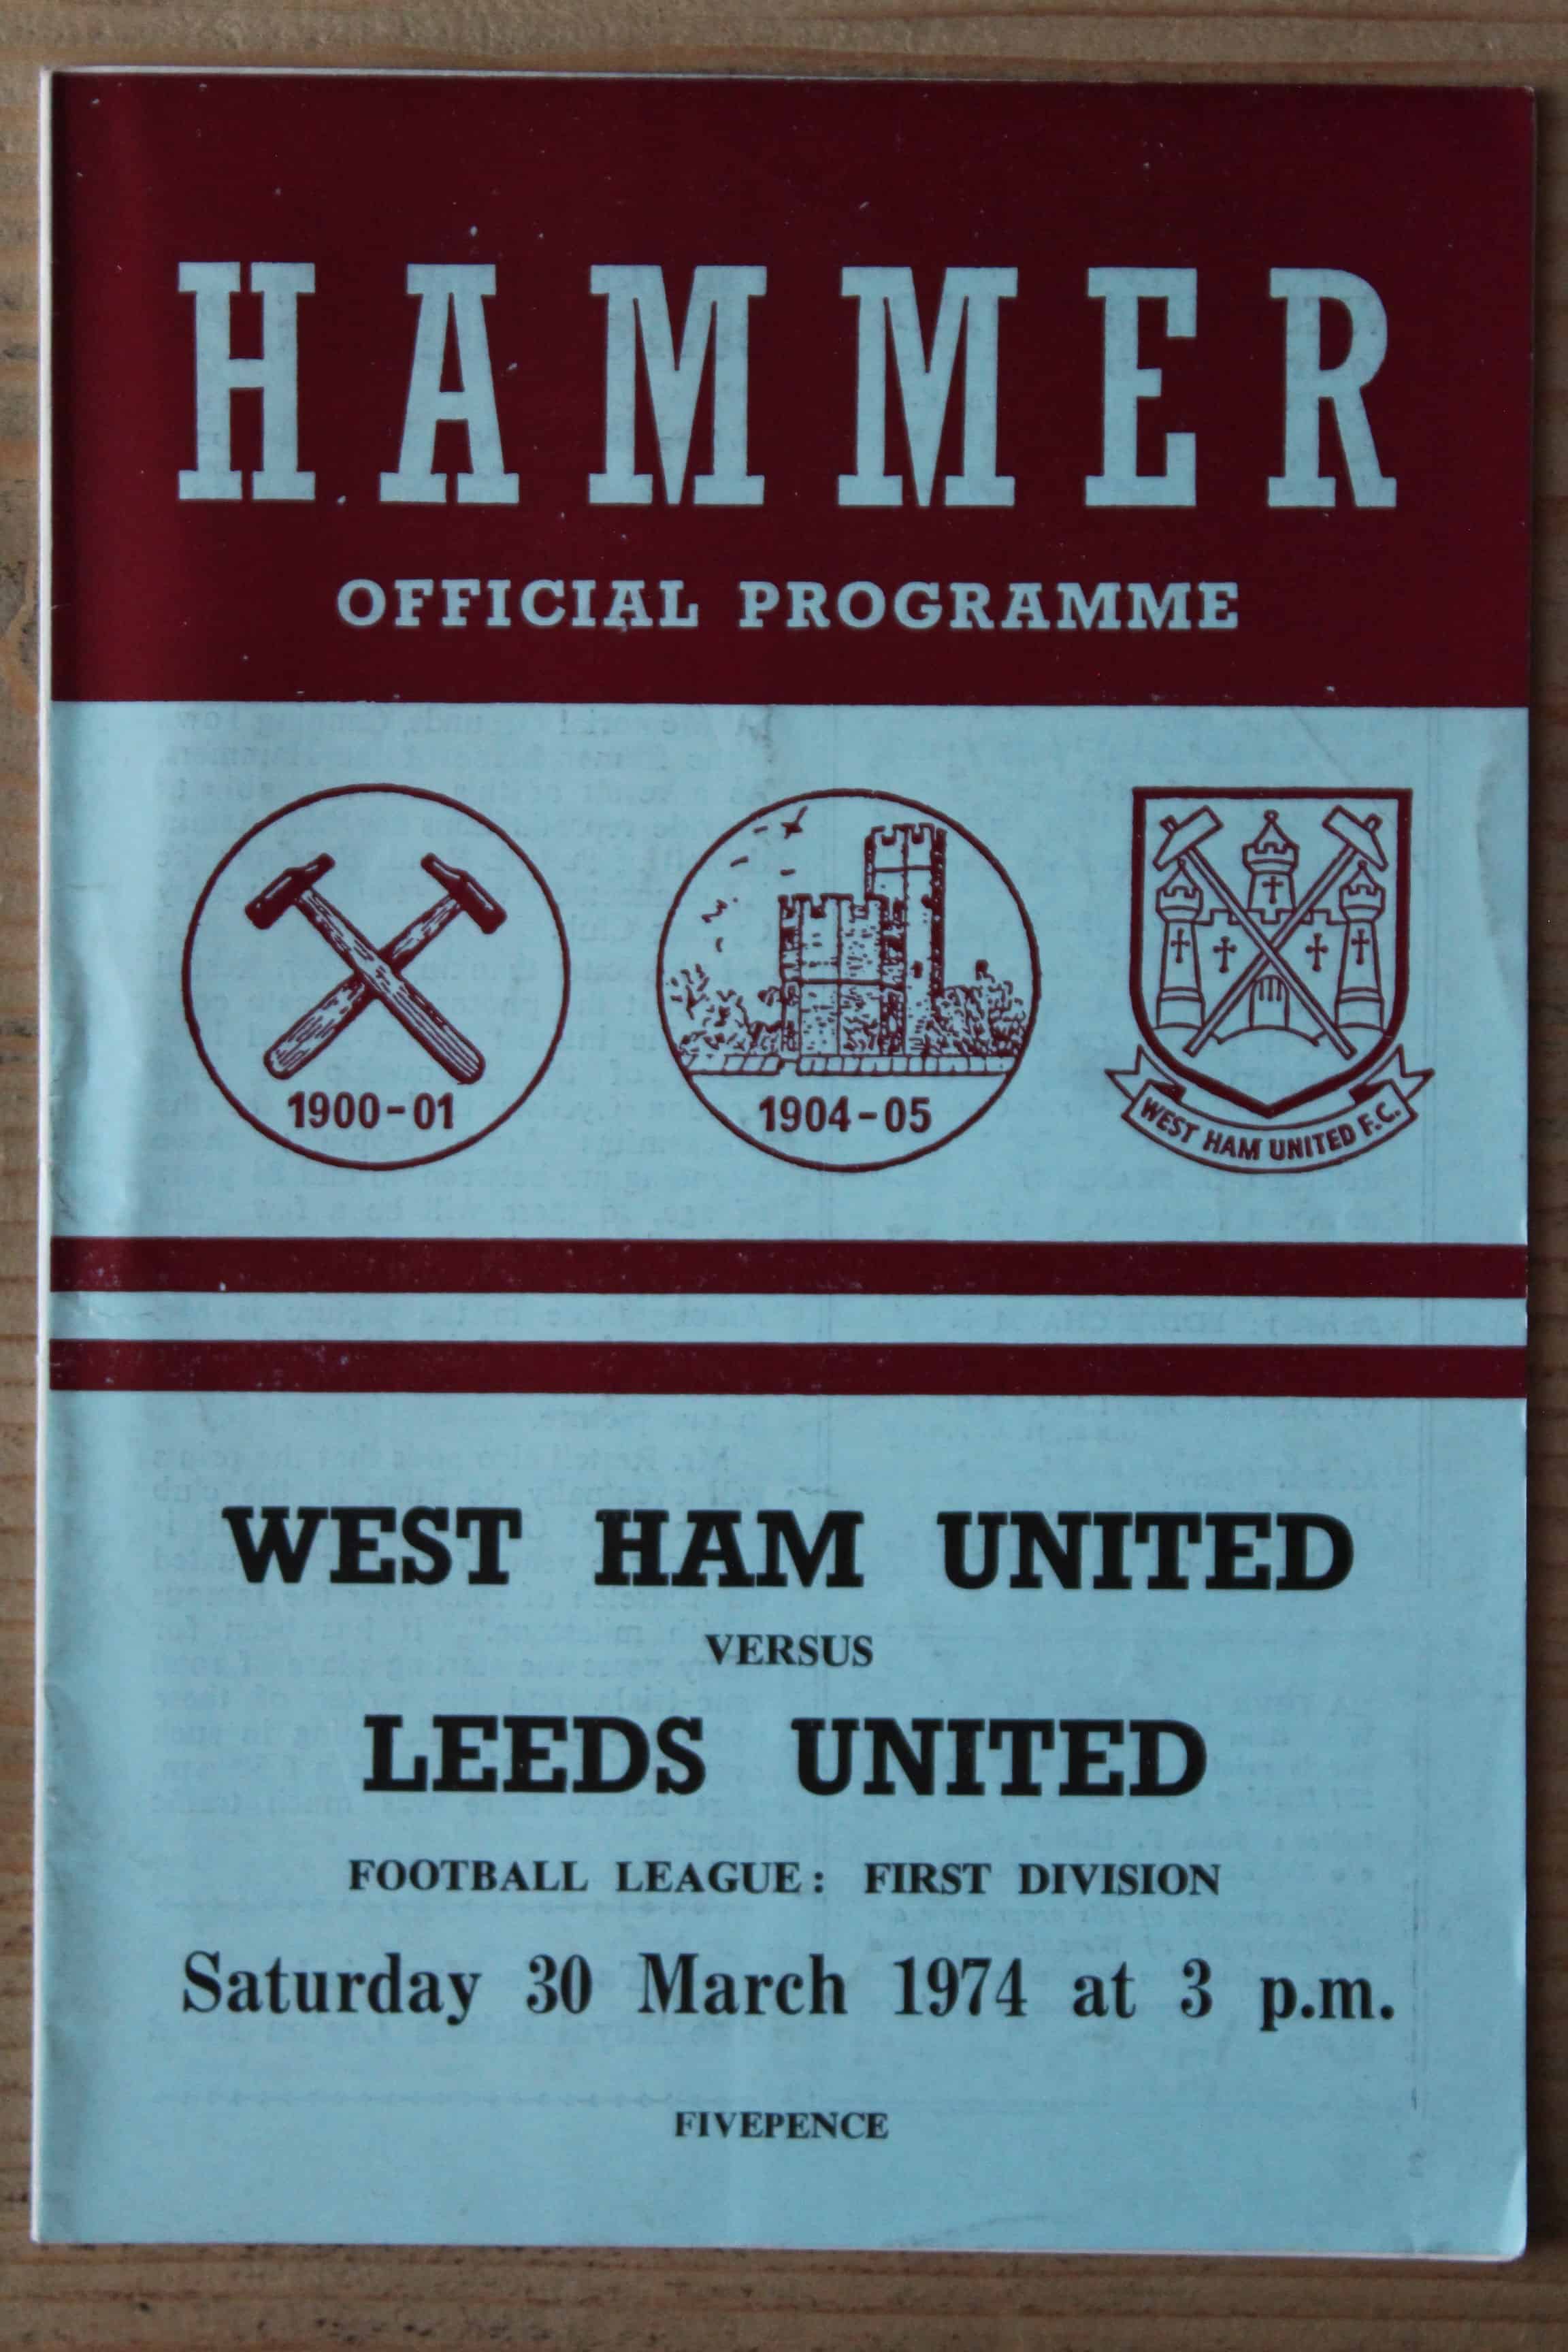 HAMMER
OFFICIAL PROGRAMME
1900-01
1904-05
WEST HAM UNITED F.C.
WEST HAM UNITED
VERSUS
LEEDS UNITED
FOOTBALL LEAGUE: FIRST DIVISION
Saturday 30 March 1974 at 3 p.m.
FIVEPENCE